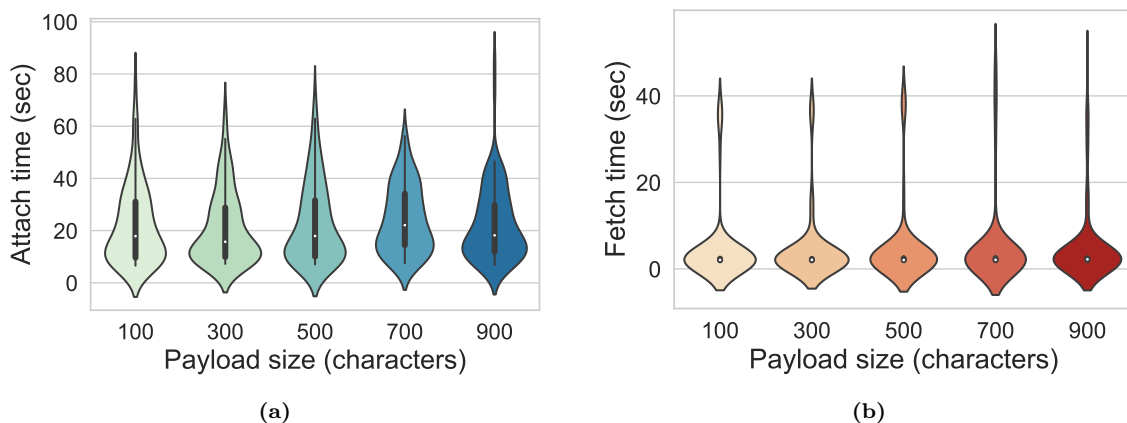 Attach time (sec)
100
80
60
40
20
0
100 300 500 700 900
Payload size (characters)
(a)
Fetch time (sec)
40
20
0
100 300 500 700 900
Payload size (characters)
(b)